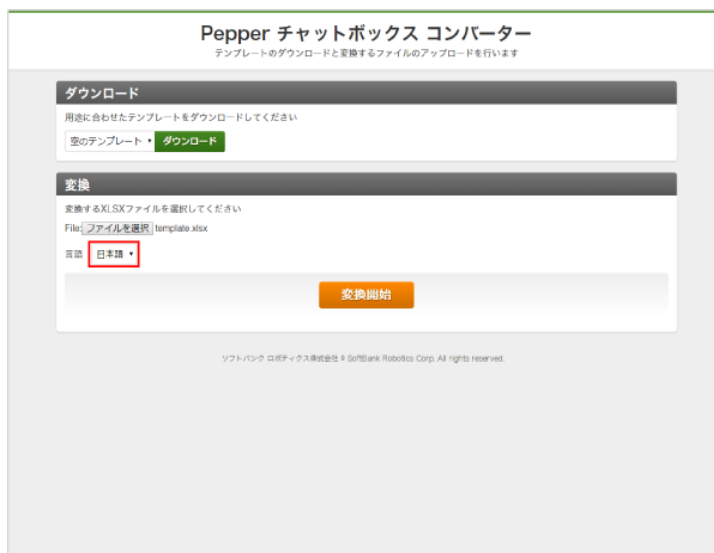 Pepper チャットボックス コンバーター
テンプレートのダウンロードと変換するファイルのアップロードを行います
ダウンロード
用途に合わせたテンプレートをダウンロードしてください
空のテンプレート ダウンロード
変換
変換するXLSXファイルを選択してください
File: ファイルを選択 template.xlsx
言語 日本語
変換開始
ソフトバンク ロボティクス株式会社 © SoftBank Robotics Corp. All rights reserved.